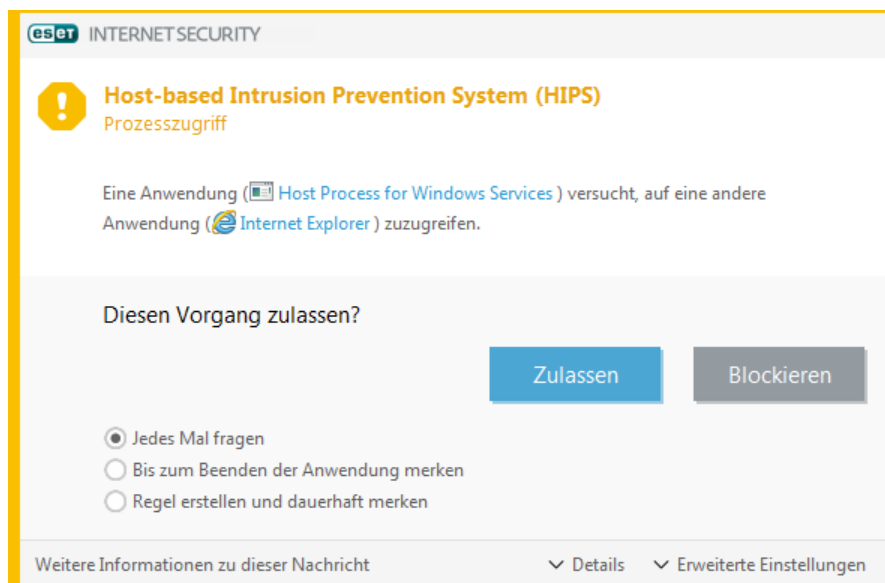 eset INTERNET SECURITY
Host-based Intrusion Prevention System (HIPS)
Prozesszugriff
Eine Anwendung ( Host Process for Windows Services ) versucht, auf eine andere
Anwendung ( Internet Explorer ) zuzugreifen.
Diesen Vorgang zulassen?
Zulassen Blockieren
Jedes Mal fragen
Bis zum Beenden der Anwendung merken
Regel erstellen und dauerhaft merken
Weitere Informationen zu dieser Nachricht Details Erweiterte Einstellungen